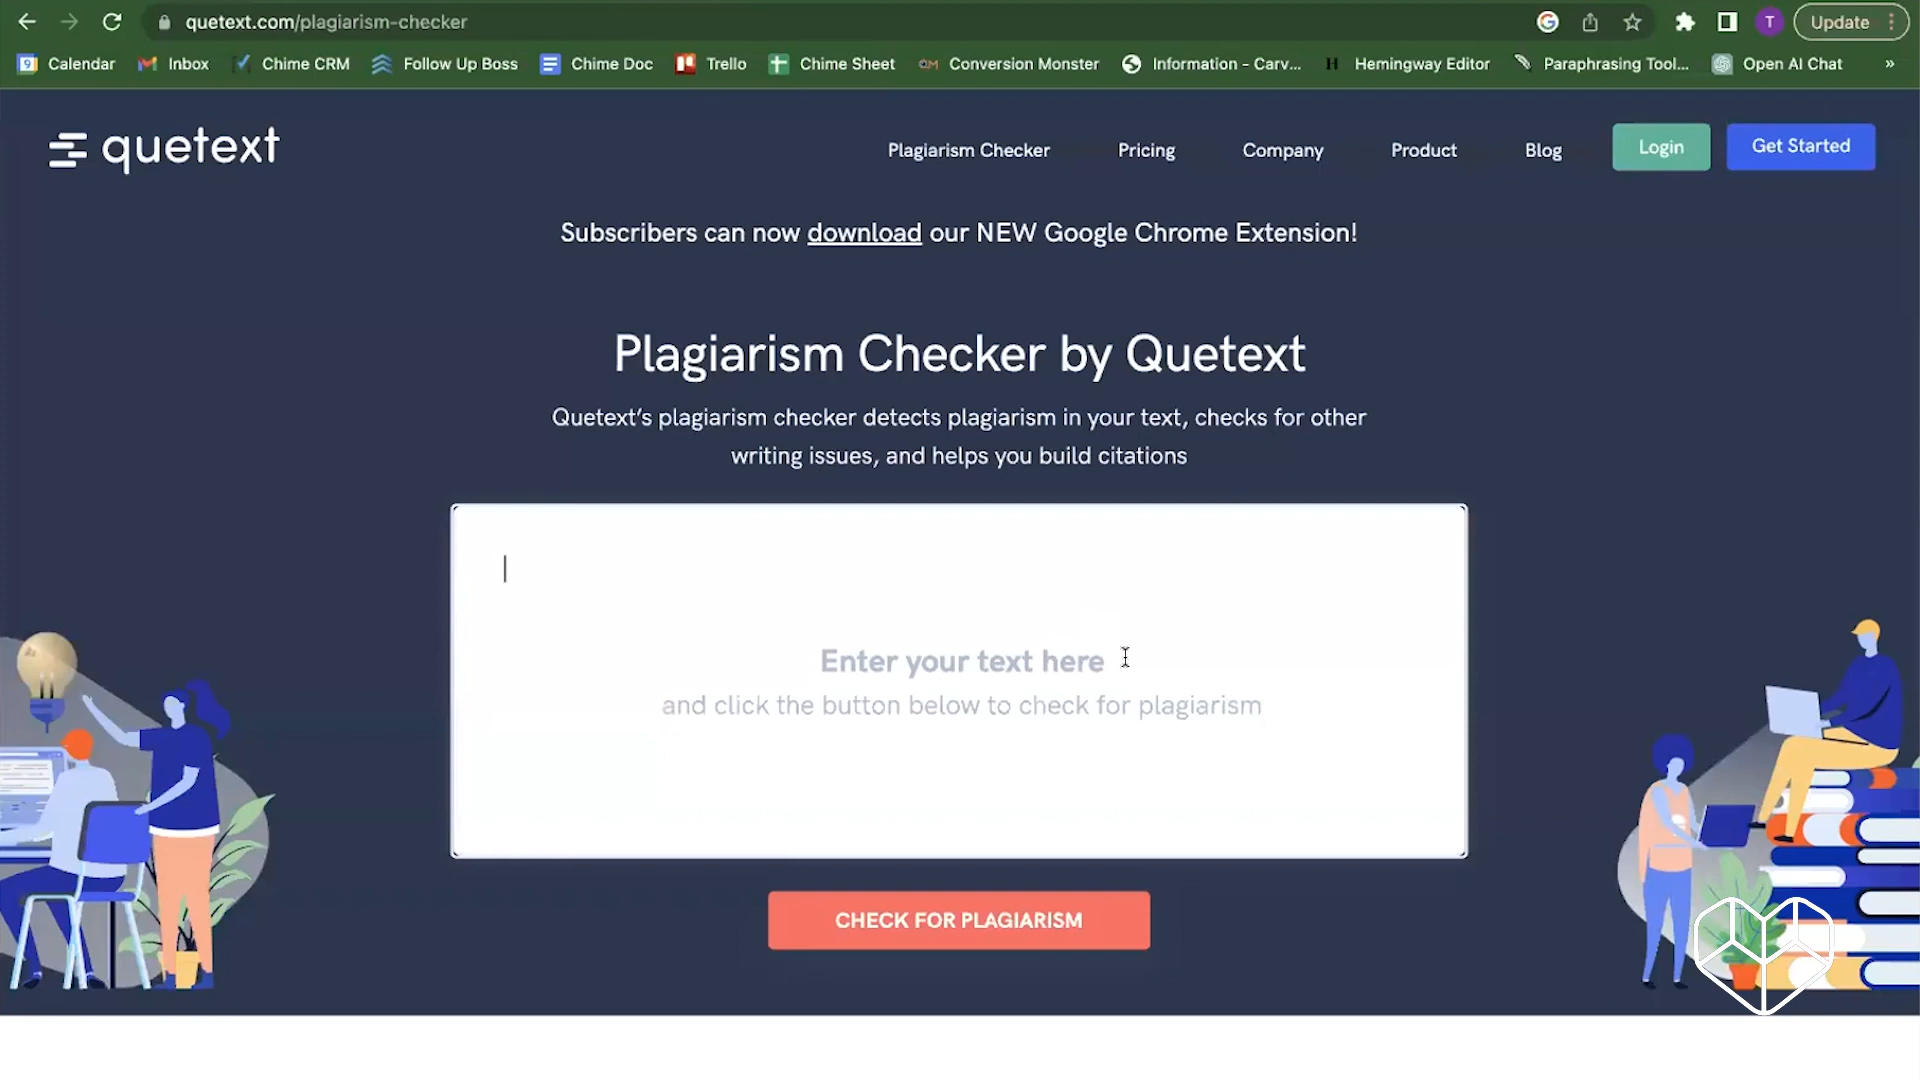 quetext.com/plagiarism-checker
T
Update
9 Calendar
Inbox
Chime CRM
Follow Up Boss
Chime Doc
Trello
Chime Sheet
CM Conversion Monster
Information - Carv...
H Hemingway Editor
Paraphrasing Tool...
Open AI Chat
»
quetext
Plagiarism Checker
Pricing
Company
Product
Blog
Login
Get Started
Subscribers can now download our NEW Google Chrome Extension!
Plagiarism Checker by Quetext
Quetext's plagiarism checker detects plagiarism in your text, checks for other
writing issues, and helps you build citations
Enter your text here
and click the button below to check for plagiarism
CHECK FOR PLAGIARISM